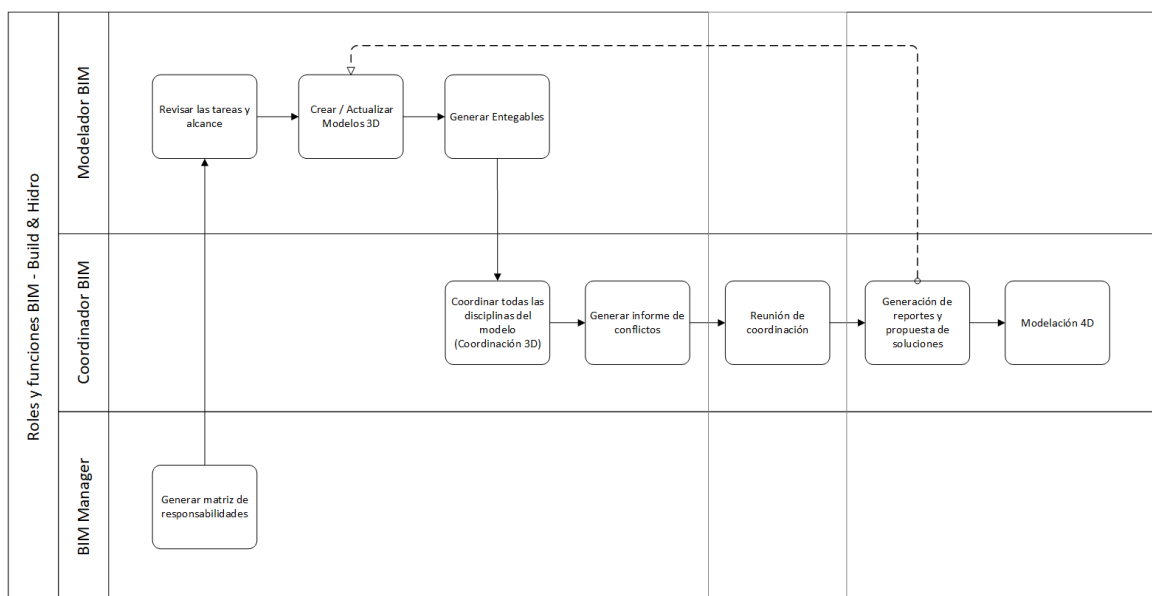 Roles y funciones BIM - Build & Hidro
Modelador BIM
Revisar las tareas y
alcance
Crear / Actualizar
Modelos 3D
Generar Entegables
Coordinador BIM
Coordinar todas las
disciplinas del
modelo
(Coordinación 3D)
Generar informe de
conflictos
Reunión de
coordinación
Generación de
reportes y
propuesta de
soluciones
Modelación 4D
BIM Manager
Generar matriz de
responsabilidades